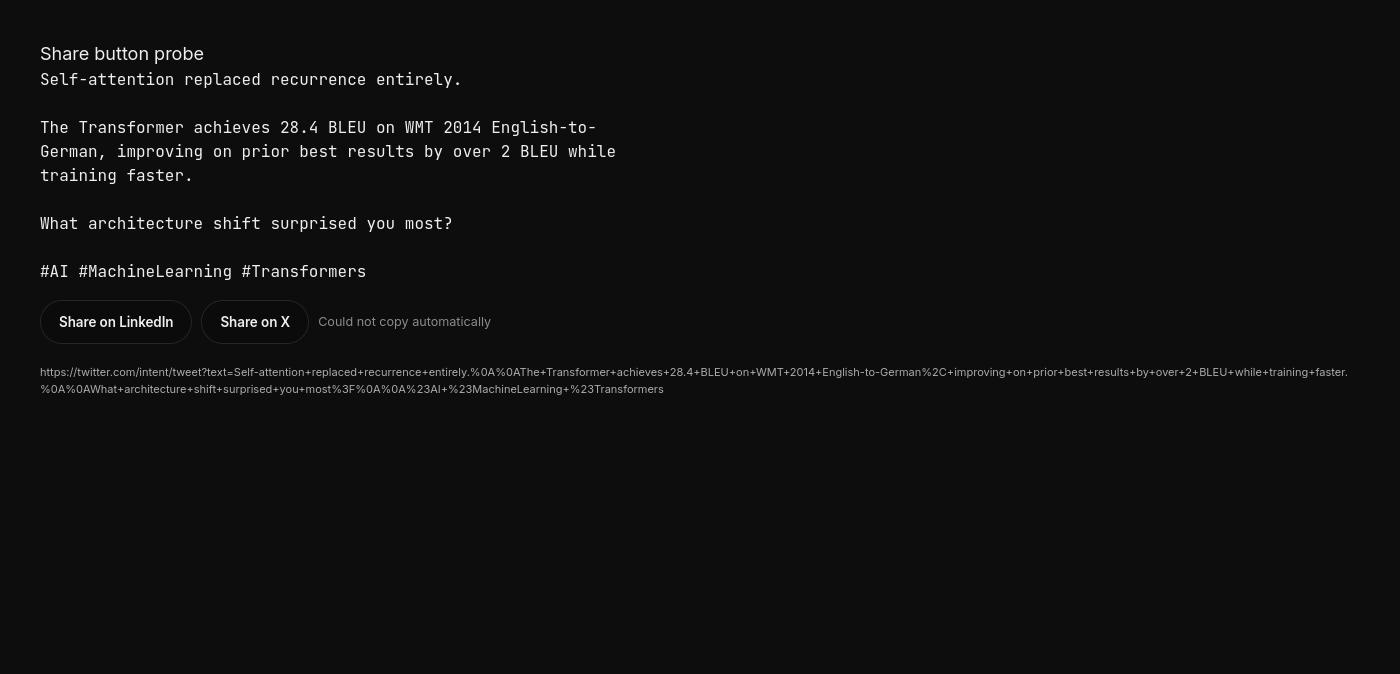 Share button probe
Self-attention replaced recurrence entirely.
The Transformer achieves 28.4 BLEU on WMT 2014 English-to-
German, improving on prior best results by over 2 BLEU while
training faster.
What architecture shift surprised you most?
#AI #MachineLearning #Transformers
Share on LinkedIn Share on X Could not copy automatically
https://twitter.com/intent/tweet?text=Self-attention+replaced+recurrence+entirely.%0A%0AThe+Transformer+achieves+28.4+BLEU+on+WMT+2014+English-to-German%2C+improving+on+prior+best+results+by+over+2+BLEU+while+training+faster.
%0A%0AWhat+architecture+shift+surprised+you+most%3F%0A%0A%23AI+%23MachineLearning+%23Transformers